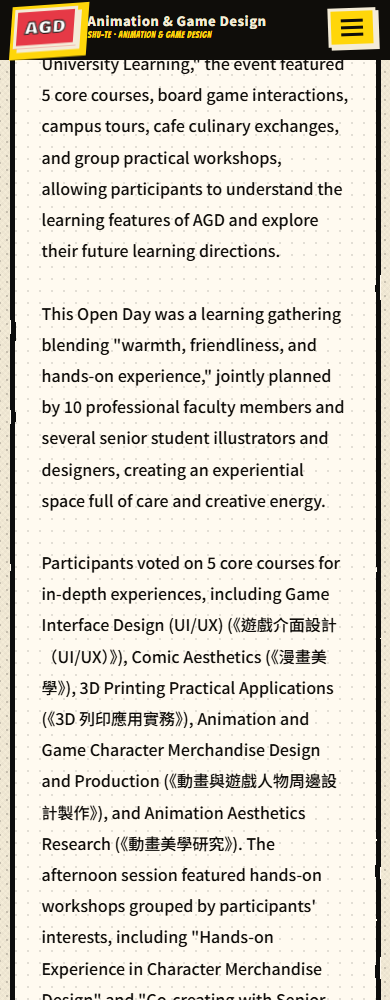 AGD
Animation & Game Design
SHU-TE · ANIMATION & GAME DESIGN
University Learning," the event featured
5 core courses, board game interactions,
campus tours, cafe culinary exchanges,
and group practical workshops,
allowing participants to understand the
learning features of AGD and explore
their future learning directions.
This Open Day was a learning gathering
blending "warmth, friendliness, and
hands-on experience," jointly planned
by 10 professional faculty members and
several senior student illustrators and
designers, creating an experiential
space full of care and creative energy.
Participants voted on 5 core courses for
in-depth experiences, including Game
Interface Design (UI/UX) (《遊戲介面設計
（UI/UX）》), Comic Aesthetics (《漫畫美
學》), 3D Printing Practical Applications
(《3D 列印應用實務》), Animation and
Game Character Merchandise Design
and Production (《動畫與遊戲人物周邊設
計製作》), and Animation Aesthetics
Research (《動畫美學研究》). The
afternoon session featured hands-on
workshops grouped by participants'
interests, including "Hands-on
Experience in Character Merchandise
Design" and "Co-creating with Senior